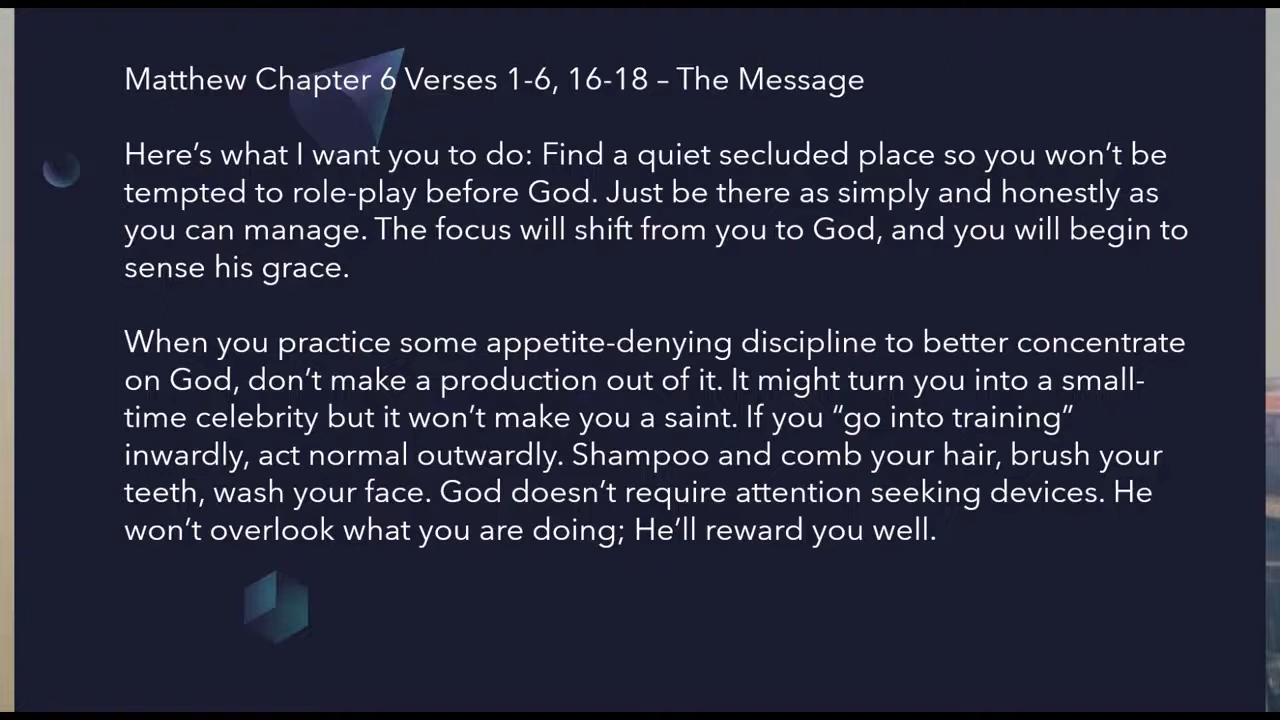 Matthew Chapter 6 Verses 1-6, 16-18 – The Message
Here’s what I want you to do: Find a quiet secluded place so you won’t be
tempted to role-play before God. Just be there as simply and honestly as
you can manage. The focus will shift from you to God, and you will begin to
sense his grace.
When you practice some appetite-denying discipline to better concentrate
on God, don’t make a production out of it. It might turn you into a small-
time celebrity but it won’t make you a saint. If you “go into training”
inwardly, act normal outwardly. Shampoo and comb your hair, brush your
teeth, wash your face. God doesn’t require attention seeking devices. He
won’t overlook what you are doing; He’ll reward you well.